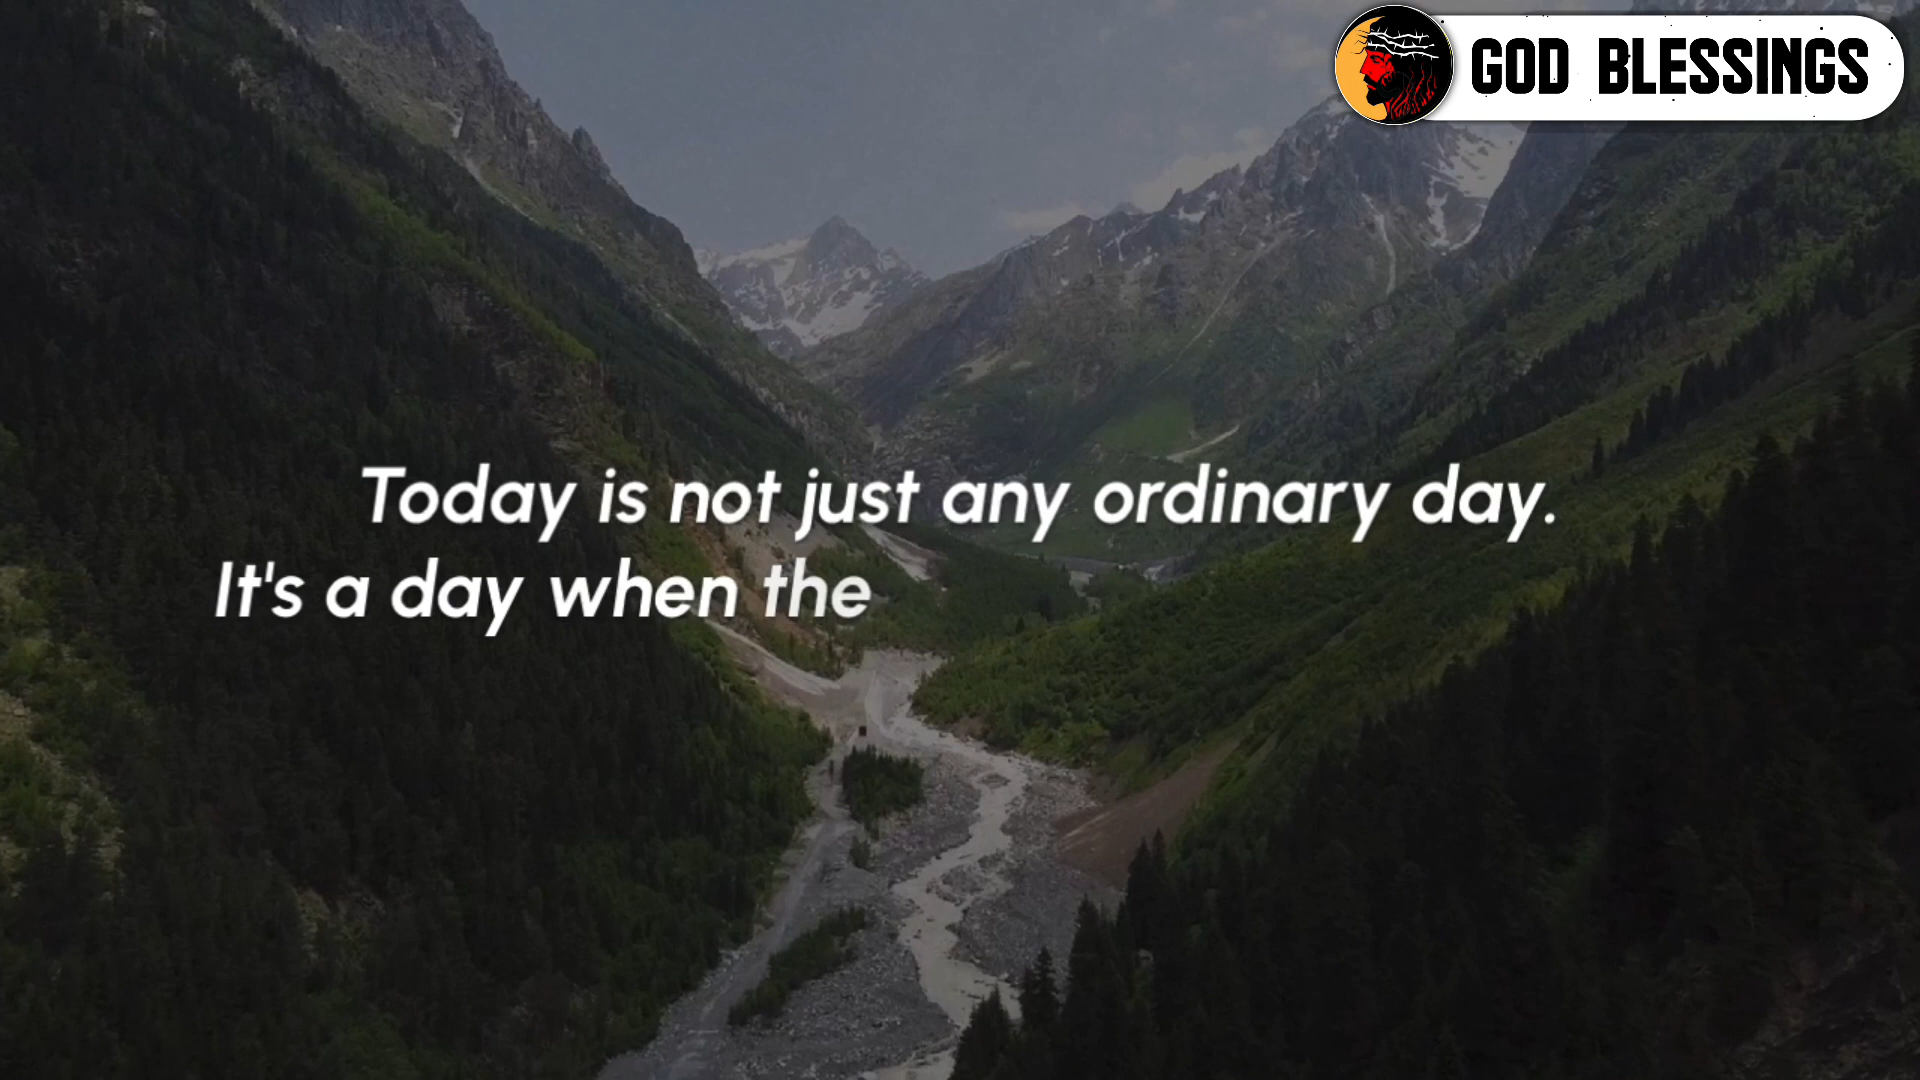 GOD BLESSINGS
Today is not just any ordinary day.
It's a day when the